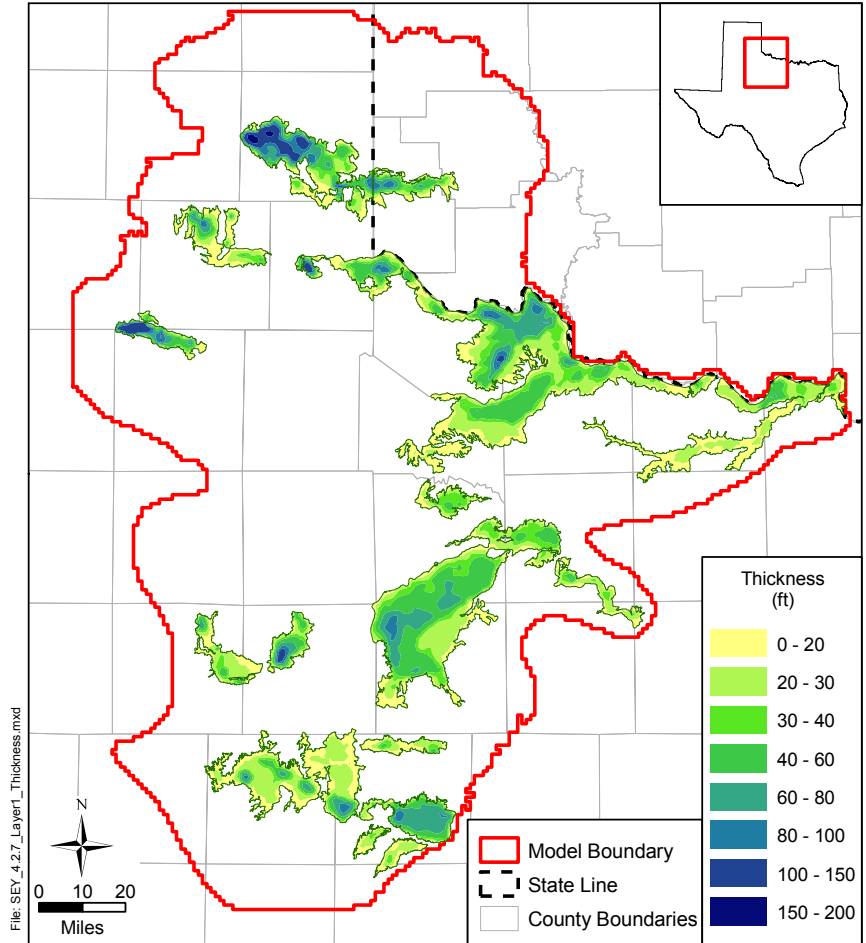 Thickness
(ft)
0 - 20
20 - 30
30 - 40
40 - 60
60 - 80
80 - 100
100 - 150
150 - 200
File: SEY_4.2.7_Layer1_Thickness.mxd
N
0 10 20
Miles
Model Boundary
State Line
County Boundaries